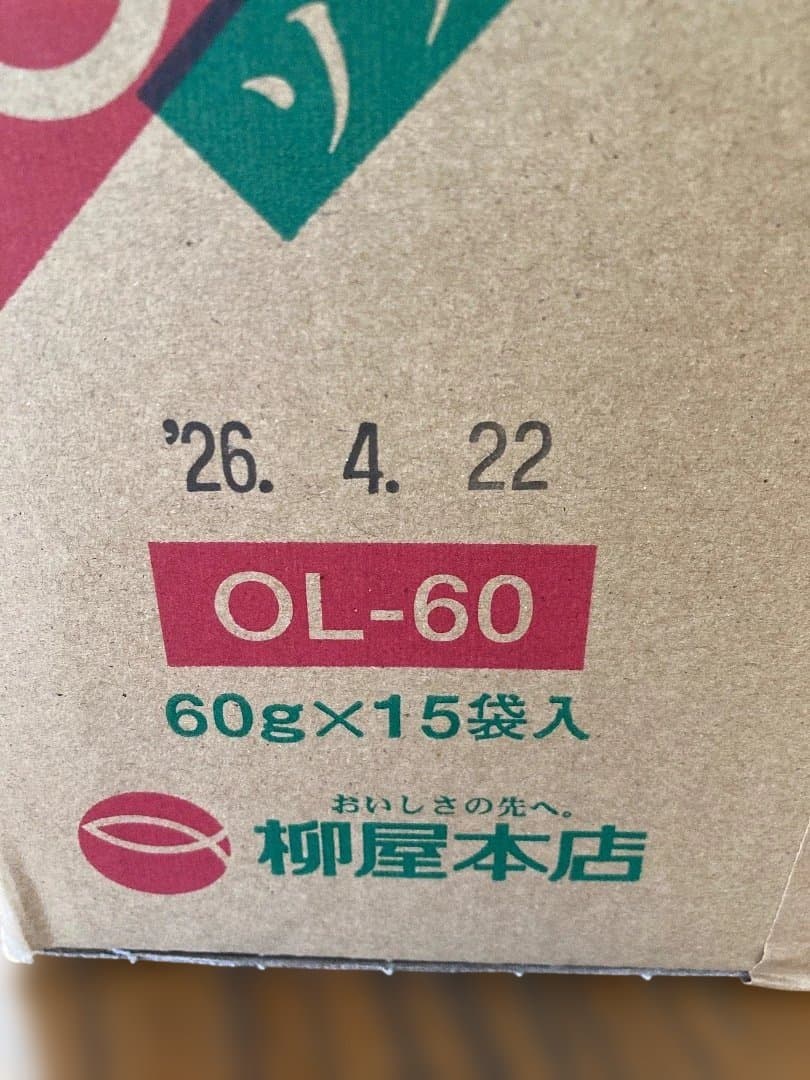 ソ
'26. 4. 22
OL-60
60g×15袋入
おいしさの先へ。
柳屋本店